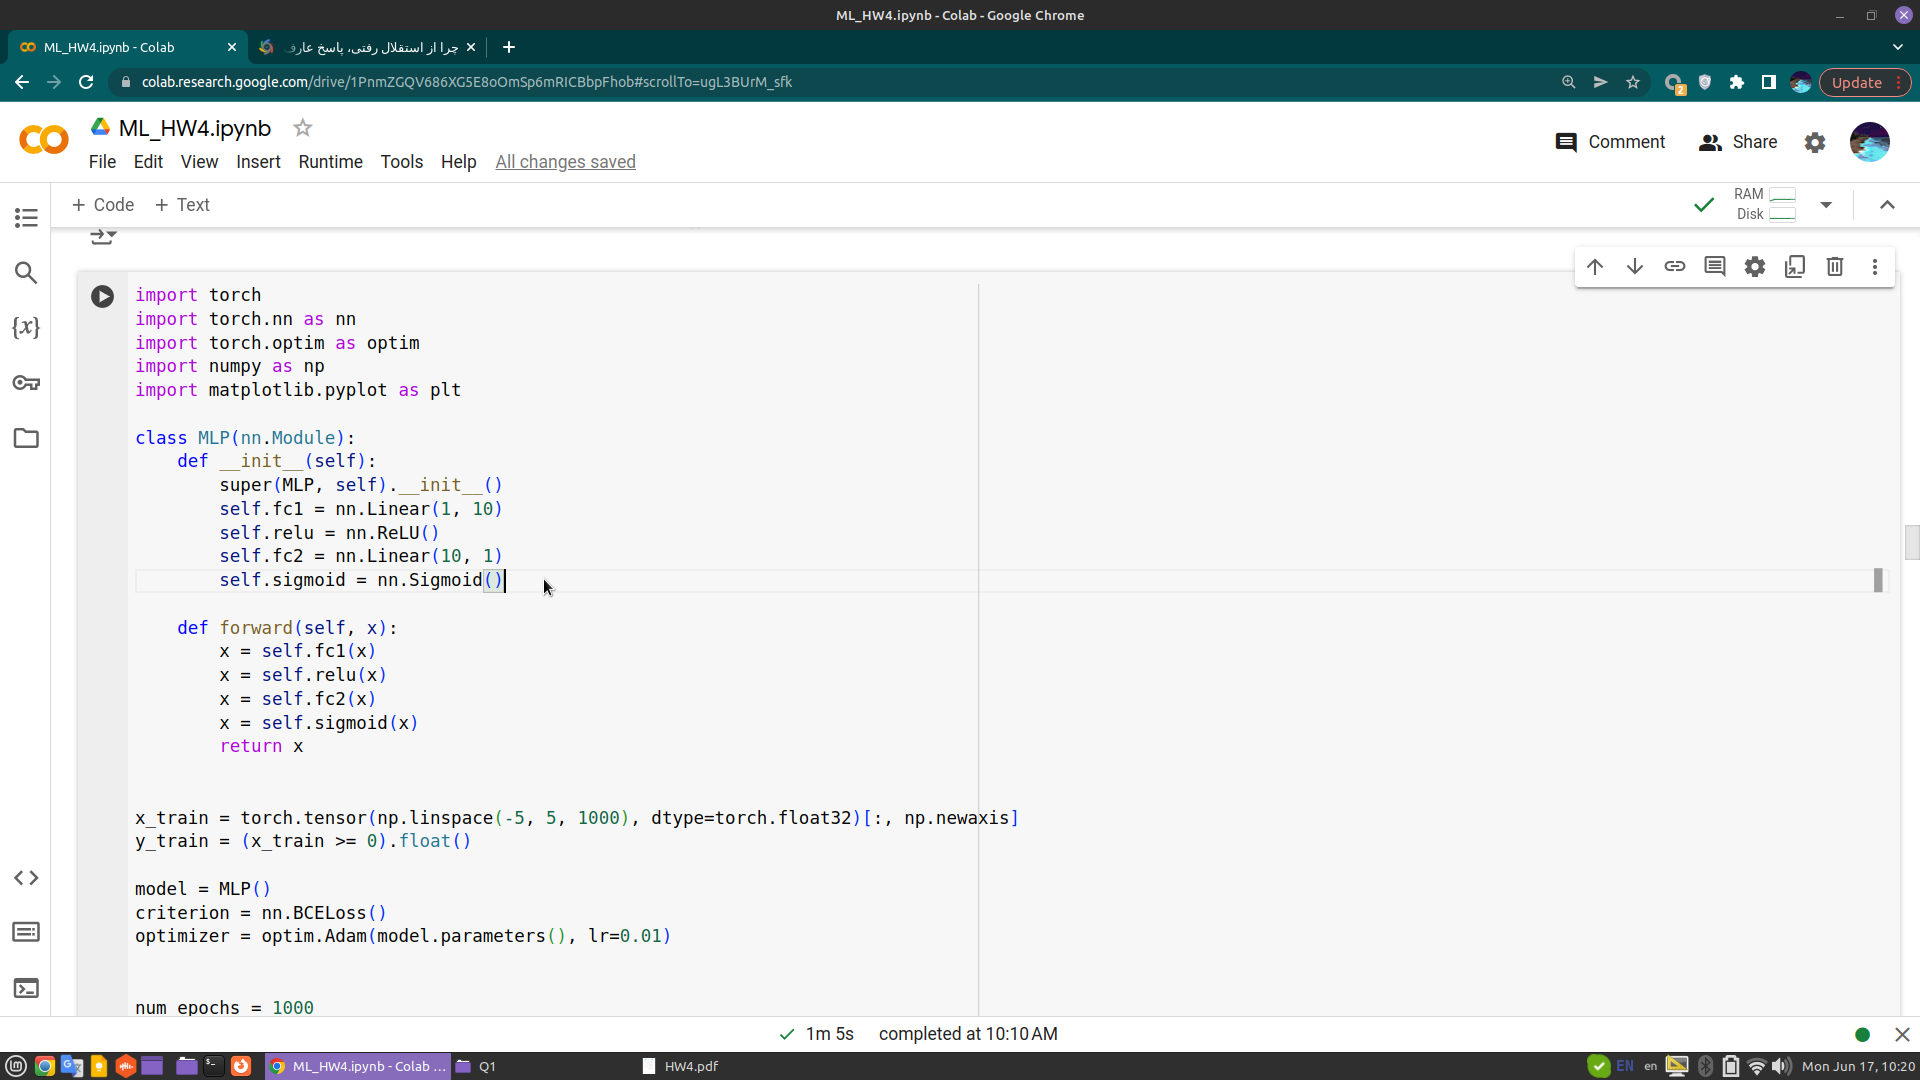 ML_HW4.ipynb - Colab - Google Chrome
ML_HW4.ipynb - Colab
چرا از استقلال رفتی، پاسخ عارف
colab.research.google.com/drive/1PnmZGQV686XG5E8oOmSp6mRICBbpFhob#scrollTo=ugL3BUrM_sfk
2
Update
ML_HW4.ipynb
Comment
Share
File Edit View Insert Runtime Tools Help All changes saved
+ Code + Text
RAM
Disk
{x}
import torch
import torch.nn as nn
import torch.optim as optim
import numpy as np
import matplotlib.pyplot as plt
class MLP(nn.Module):
def __init__(self):
super(MLP, self).__init__()
self.fc1 = nn.Linear(1, 10)
self.relu = nn.ReLU()
self.fc2 = nn.Linear(10, 1)
self.sigmoid = nn.Sigmoid()
def forward(self, x):
x = self.fc1(x)
x = self.relu(x)
x = self.fc2(x)
x = self.sigmoid(x)
return x
x_train = torch.tensor(np.linspace(-5, 5, 1000), dtype=torch.float32)[:, np.newaxis]
y_train = (x_train >= 0).float()
model = MLP()
criterion = nn.BCELoss()
optimizer = optim.Adam(model.parameters(), lr=0.01)
num_epochs = 1000
1m 5s completed at 10:10 AM
ML_HW4.ipynb - Colab ...
Q1
HW4.pdf
EN
en
Mon Jun 17, 10:20